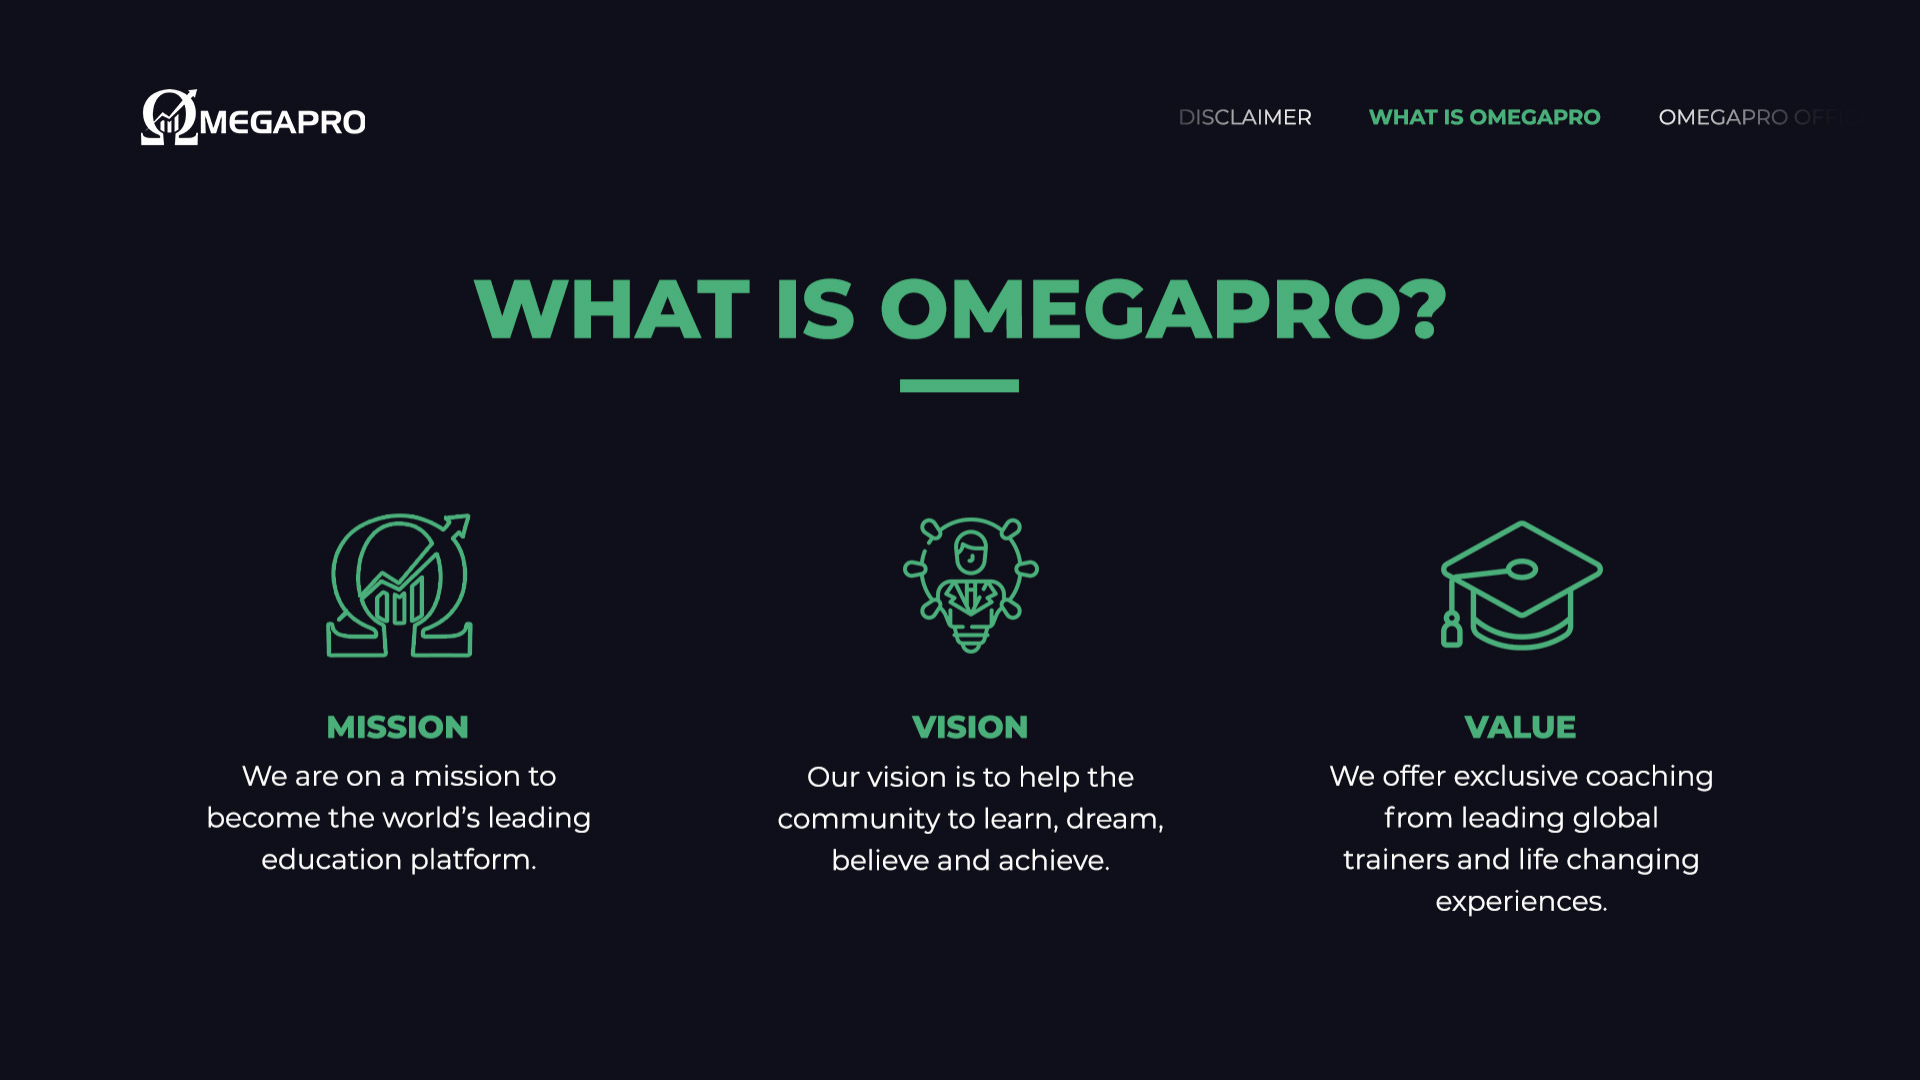 ΩMEGAPRO
DISCLAIMER WHAT IS OMEGAPRO OMEGAPRO
WHAT IS OMEGAPRO?
MISSION
We are on a mission to
become the world’s leading
education platform.
VISION
Our vision is to help the
community to learn, dream,
believe and achieve.
VALUE
We offer exclusive coaching
from leading global
trainers and life changing
experiences.